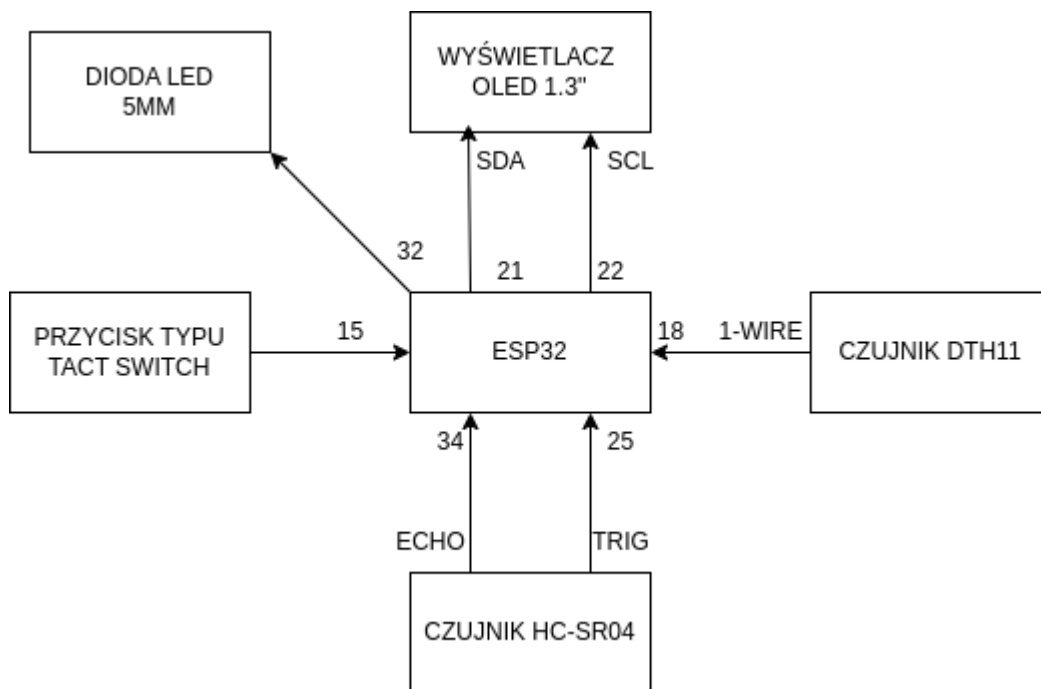 DIODA LED
5MM
WYŚWIETLACZ
OLED 1.3"
SDA
SCL
32
21
22
PRZYCISK TYPU
TACT SWITCH
15
ESP32
18
1-WIRE
CZUJNIK DTH11
34
25
ECHO
TRIG
CZUJNIK HC-SR04